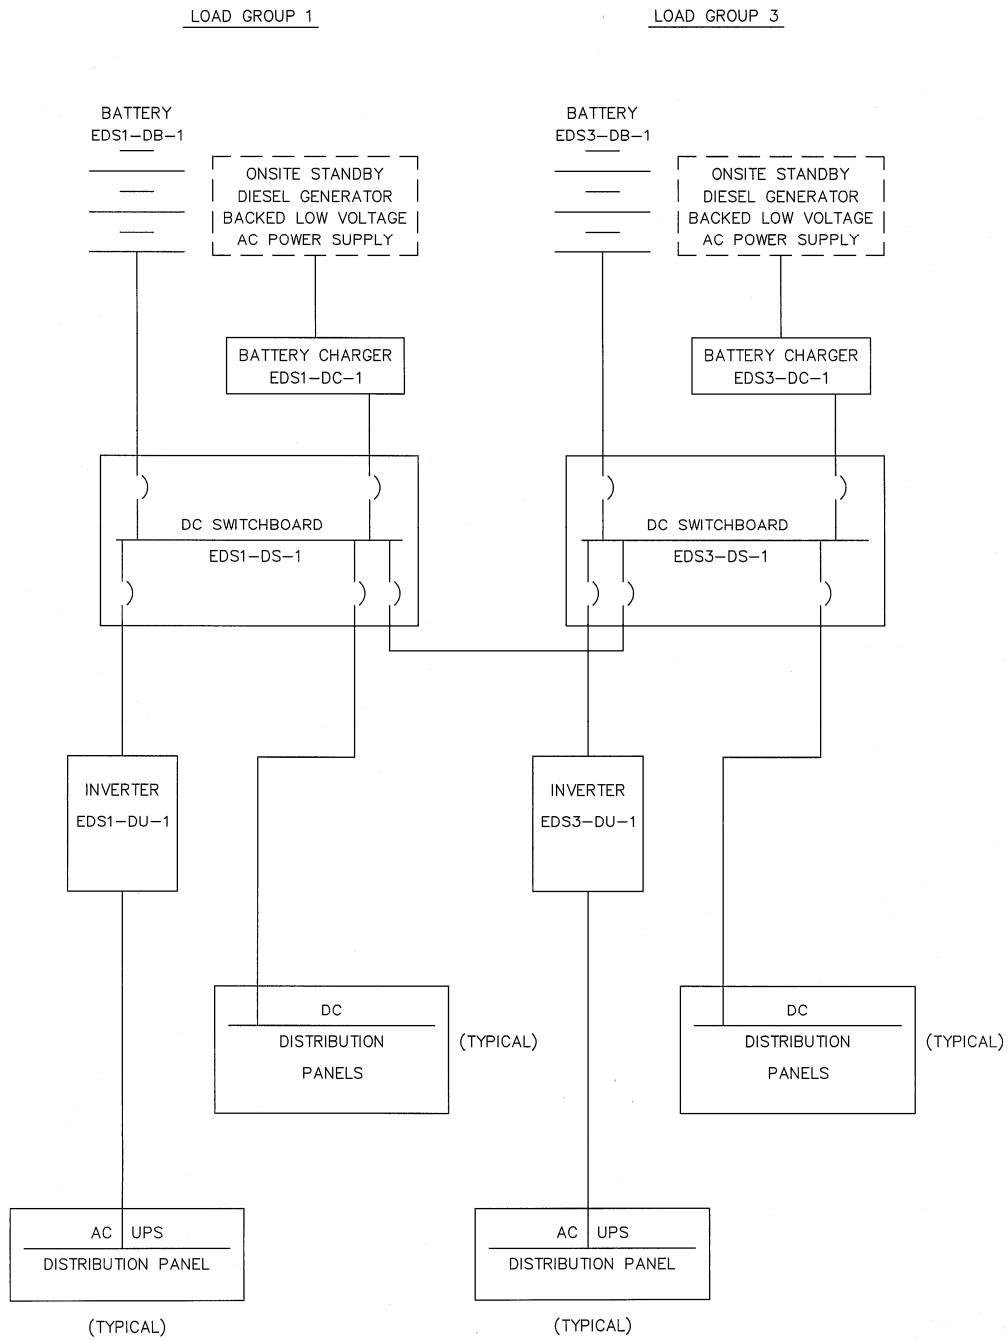 LOAD GROUP 1
LOAD GROUP 3
BATTERY
EDS1-DB-1
ONSITE STANDBY
DIESEL GENERATOR
BACKED LOW VOLTAGE
AC POWER SUPPLY
BATTERY CHARGER
EDS1-DC-1
DC SWITCHBOARD
EDS1-DS-1
INVERTER
EDS1-DU-1
DC
DISTRIBUTION
PANELS
(TYPICAL)
AC UPS
DISTRIBUTION PANEL
(TYPICAL)
BATTERY
EDS3-DB-1
ONSITE STANDBY
DIESEL GENERATOR
BACKED LOW VOLTAGE
AC POWER SUPPLY
BATTERY CHARGER
EDS3-DC-1
DC SWITCHBOARD
EDS3-DS-1
INVERTER
EDS3-DU-1
DC
DISTRIBUTION
PANELS
(TYPICAL)
AC UPS
DISTRIBUTION PANEL
(TYPICAL)